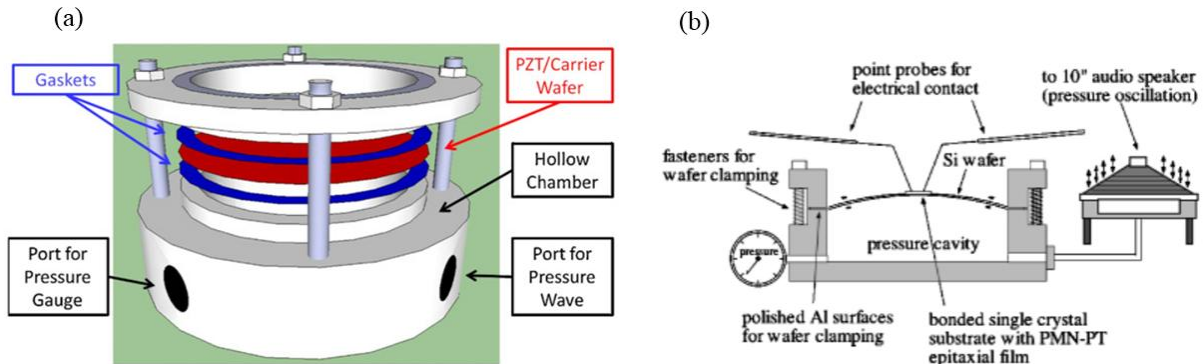 (a)
Gaskets
PZT/Carrier
Wafer
Hollow
Chamber
Port for
Pressure
Gauge
Port for
Pressure
Wave
(b)
point probes for
electrical contact
to 10" audio speaker
(pressure oscillation)
fasteners for
wafer clamping
Si wafer
pressure cavity
pressure
polished Al surfaces
for wafer clamping
bonded single crystal
substrate with PMN-PT
epitaxial film